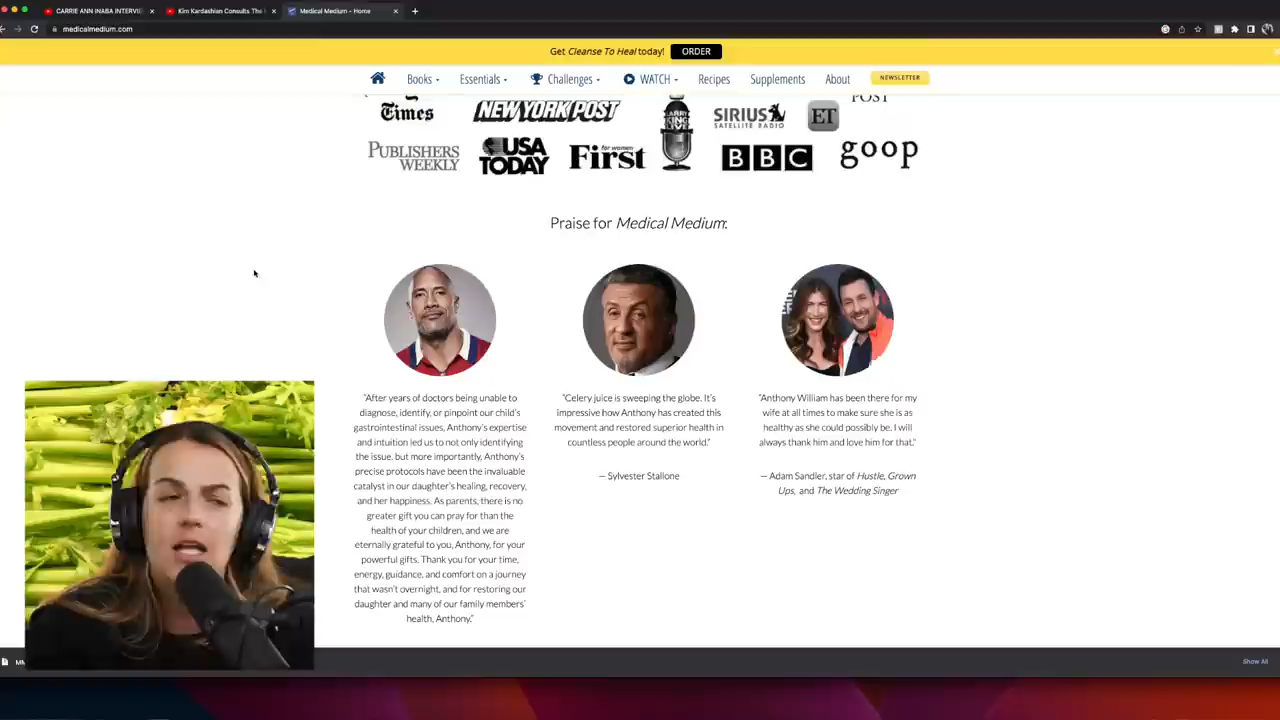 CARRIE ANN INABA INTERVI
Kim Kardashian Consults The
Medical Medium - Home
medicalmedium.com
Get Cleanse To Heal today! ORDER
Books Essentials Challenges WATCH Recipes Supplements About NEWSLETTER
Times NEW YORK POST LARRY KING LIVE SIRIUS SATELLITE RADIO ET POST
PUBLISHERS WEEKLY USA TODAY First for women BBC goop
Praise for Medical Medium:
“After years of doctors being unable to
diagnose, identify, or pinpoint our child’s
gastrointestinal issues, Anthony’s expertise
and intuition led us to not only identifying
the issue, but more importantly, Anthony’s
precise protocols have been the invaluable
catalyst in our daughter’s healing, recovery,
and her happiness. As parents, there is no
greater gift you can pray for than the
health of your children, and we are
eternally grateful to you, Anthony, for your
powerful gifts. Thank you for your time,
energy, guidance, and comfort on a journey
that wasn’t overnight, and for restoring our
daughter and many of our family members’
health, Anthony.”
“Celery juice is sweeping the globe. It’s
impressive how Anthony has created this
movement and restored superior health in
countless people around the world.”
— Sylvester Stallone
“Anthony William has been there for my
wife at all times to make sure she is as
healthy as she could possibly be. I will
always thank him and love him for that.”
— Adam Sandler, star of Hustle, Grown
Ups, and The Wedding Singer
Show All